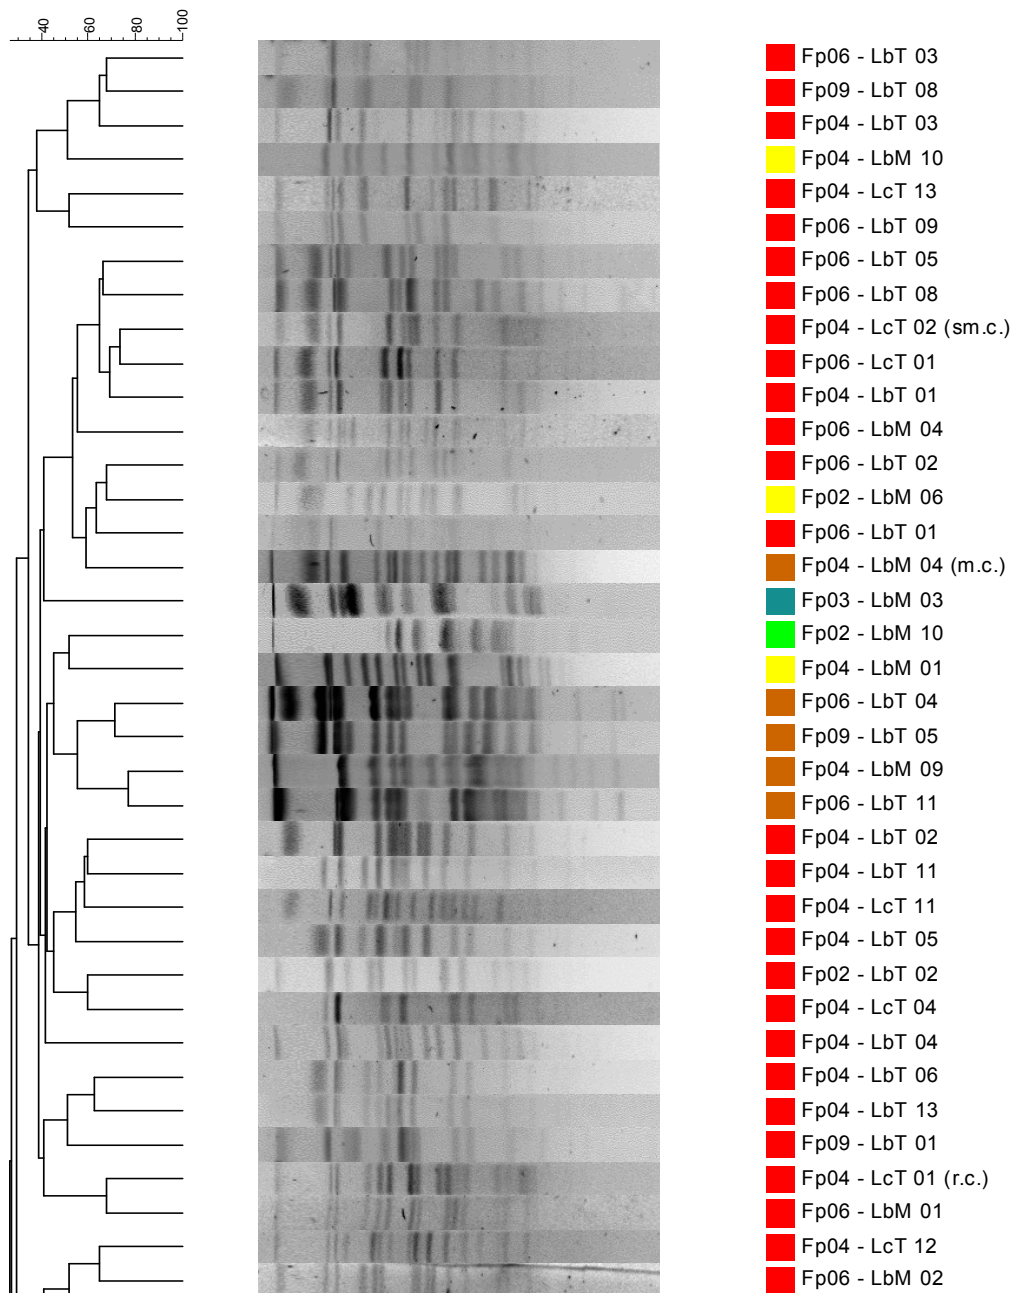 40 60 80 100
Fp06 - LbT 03
Fp09 - LbT 08
Fp04 - LbT 03
Fp04 - LbM 10
Fp04 - LcT 13
Fp06 - LbT 09
Fp06 - LbT 05
Fp06 - LbT 08
Fp04 - LcT 02 (sm.c.)
Fp06 - LcT 01
Fp04 - LbT 01
Fp06 - LbM 04
Fp06 - LbT 02
Fp02 - LbM 06
Fp06 - LbT 01
Fp04 - LbM 04 (m.c.)
Fp03 - LbM 03
Fp02 - LbM 10
Fp04 - LbM 01
Fp06 - LbT 04
Fp09 - LbT 05
Fp04 - LbM 09
Fp06 - LbT 11
Fp04 - LbT 02
Fp04 - LbT 11
Fp04 - LcT 11
Fp04 - LbT 05
Fp02 - LbT 02
Fp04 - LcT 04
Fp04 - LbT 04
Fp04 - LbT 06
Fp04 - LbT 13
Fp09 - LbT 01
Fp04 - LcT 01 (r.c.)
Fp06 - LbM 01
Fp04 - LcT 12
Fp06 - LbM 02